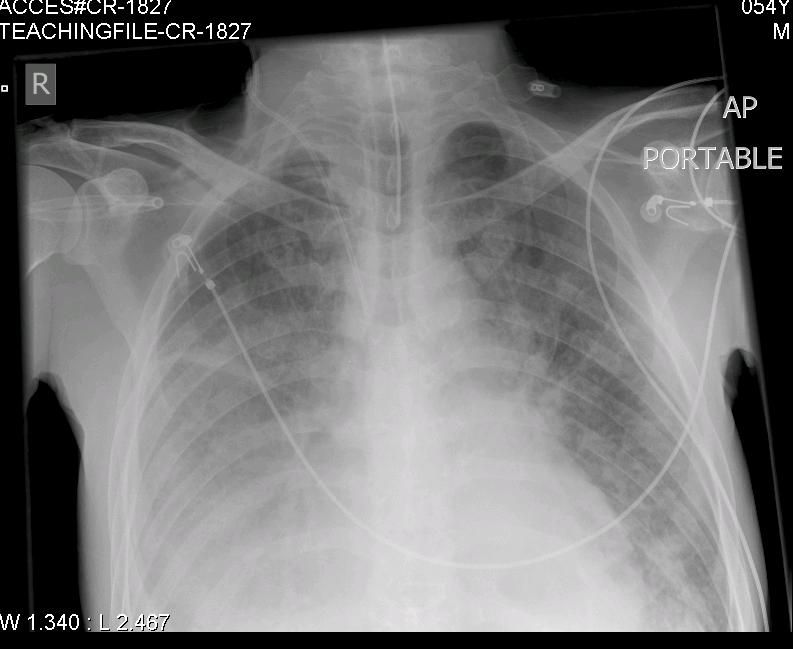 ACCES#CR-1827
TEACHINGFILE-CR-1827
054Y
M
R
AP
PORTABLE
W 1.340 : L 2.467